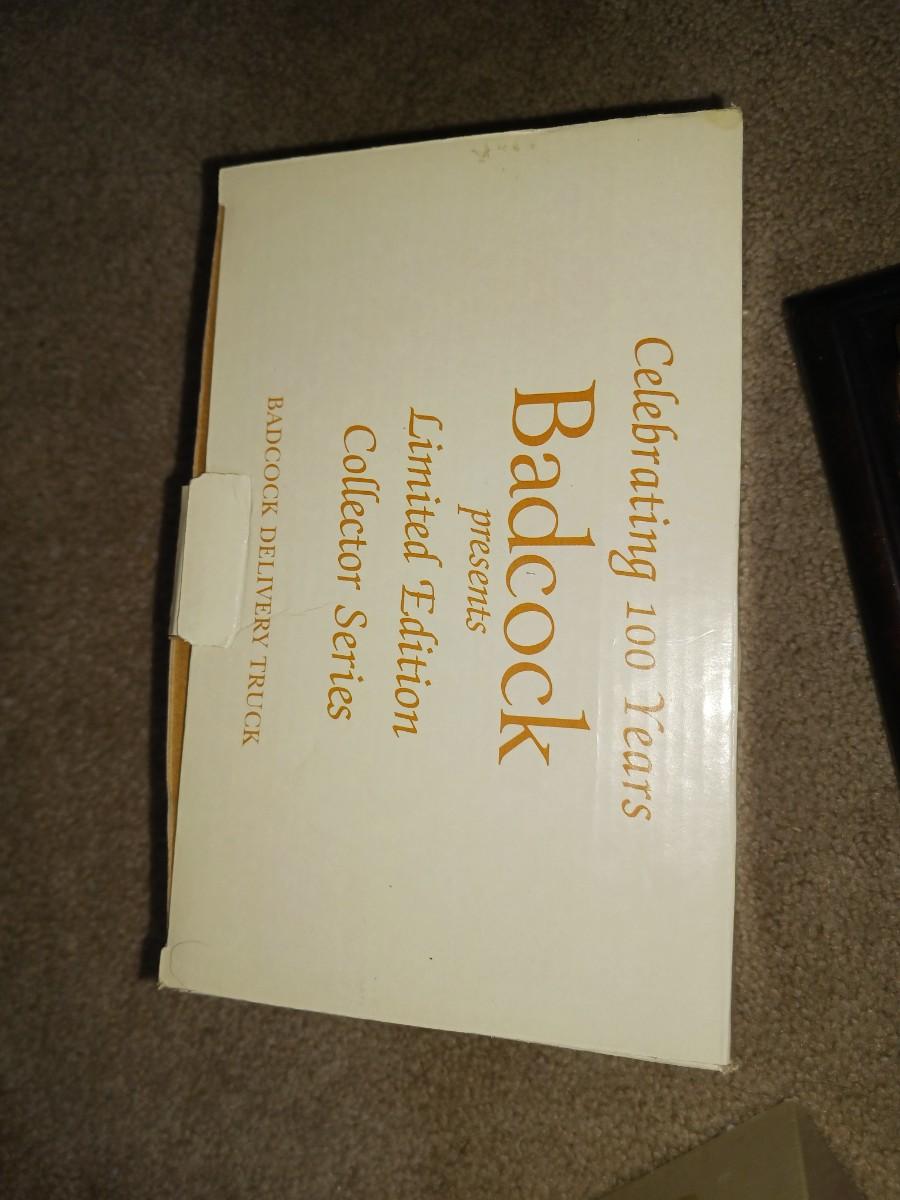 Celebrating 100 Years
Badcock
presents
Limited Edition
Collector Series
BADCOCK DELIVERY TRUCK